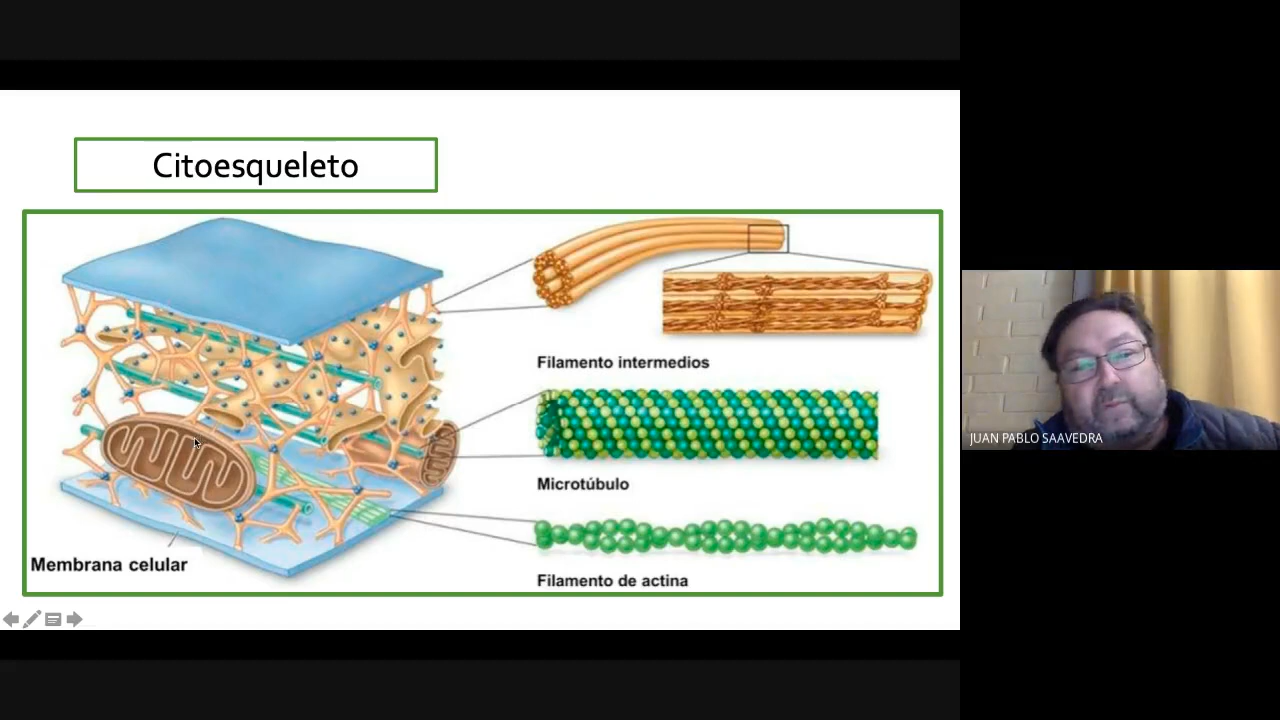 Citoesqueleto
Filamento intermedios
Microtúbulo
Membrana celular
Filamento de actina
JUAN PABLO SAAVEDRA